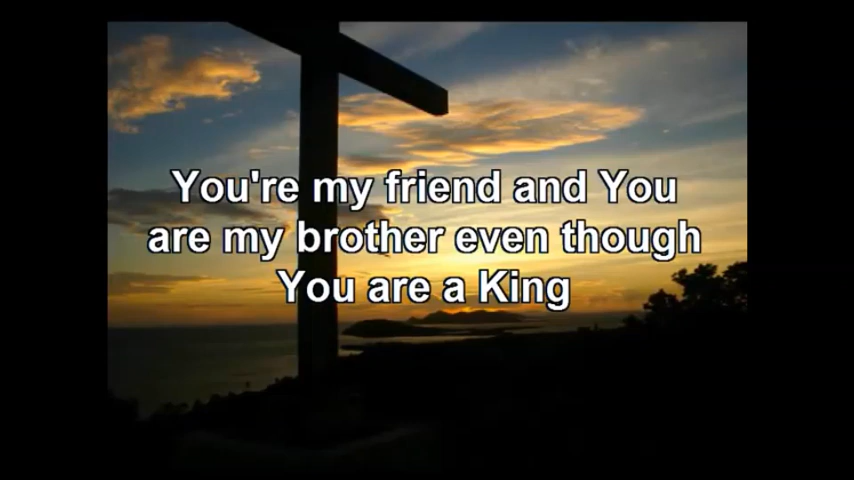 You're my friend and You
are my brother even though
You are a King